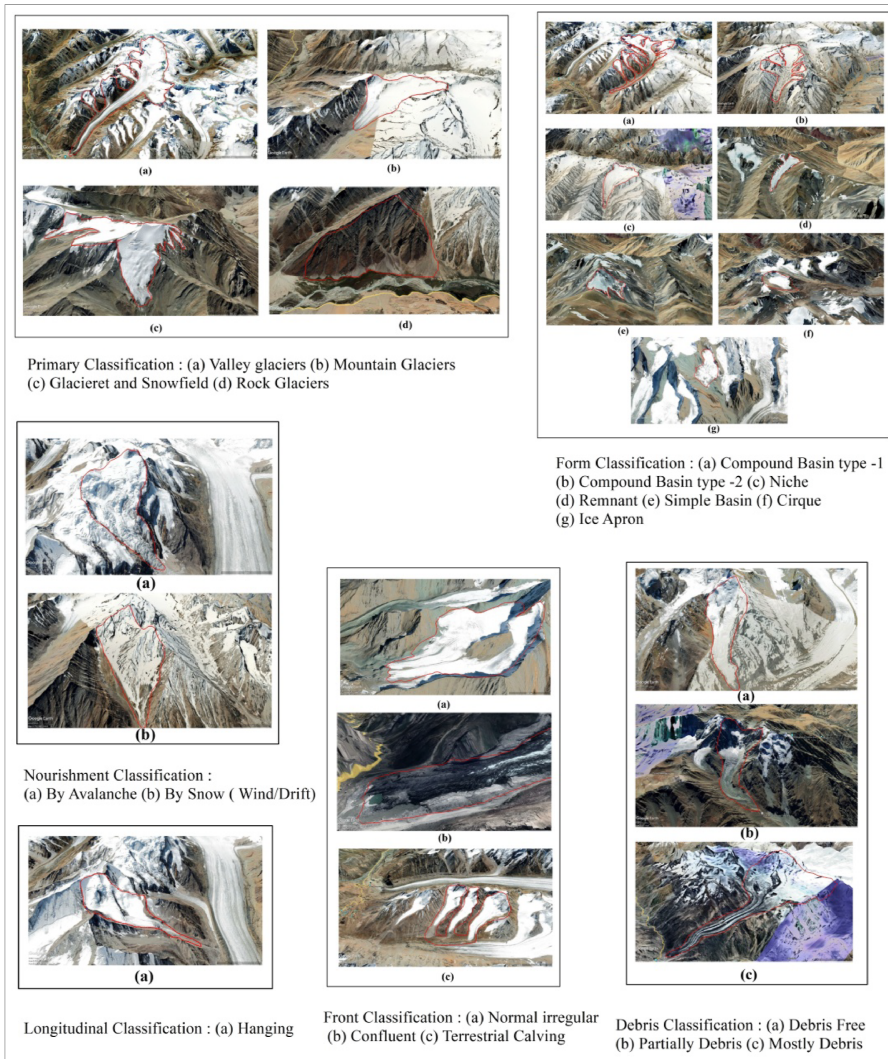 (a)
(b)
(c)
(d)
Primary Classification : (a) Valley glaciers (b) Mountain Glaciers
(c) Glacieret and Snowfield (d) Rock Glaciers
(a)
(b)
(c)
(d)
(e)
(f)
(g)
Form Classification : (a) Compound Basin type -1
(b) Compound Basin type -2 (c) Niche
(d) Remnant (e) Simple Basin (f) Cirque
(g) Ice Apron
(a)
Google Earth
(b)
Nourishment Classification :
(a) By Avalanche (b) By Snow ( Wind/Drift)
(a)
Longitudinal Classification : (a) Hanging
(a)
(b)
(c)
Front Classification : (a) Normal irregular
(b) Confluent (c) Terrestrial Calving
(a)
(b)
(c)
Debris Classification : (a) Debris Free
(b) Partially Debris (c) Mostly Debris